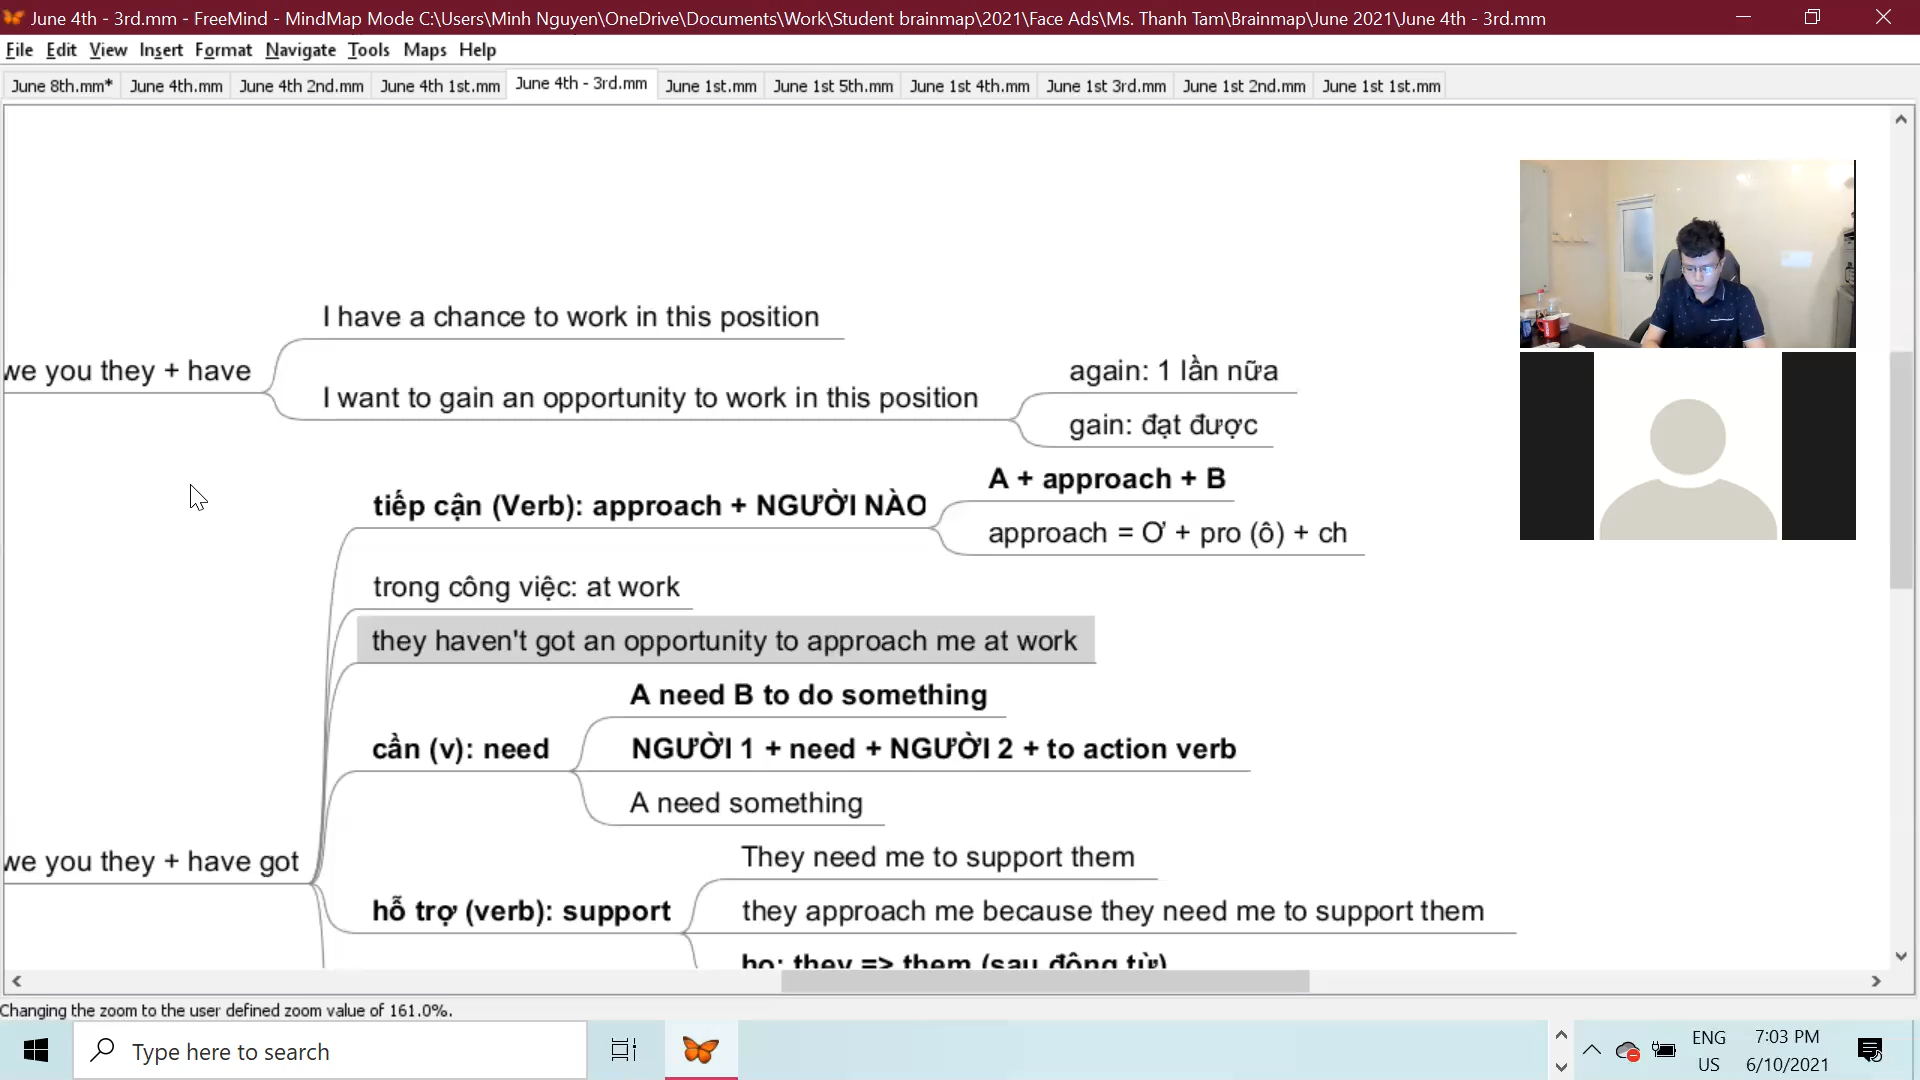 June 4th - 3rd.mm - FreeMind - MindMap Mode C:\Users\Minh Nguyen\OneDrive\Documents\Work\Student brainmap\2021\Face Ads\Ms. Thanh Tam\Brainmap\June 2021\June 4th - 3rd.mm
File Edit View Insert Format Navigate Tools Maps Help
June 8th.mm* June 4th.mm June 4th 2nd.mm June 4th 1st.mm June 4th - 3rd.mm June 1st.mm June 1st 5th.mm June 1st 4th.mm June 1st 3rd.mm June 1st 2nd.mm June 1st 1st.mm
I have a chance to work in this position
we you they + have
I want to gain an opportunity to work in this position
again: 1 lần nữa
gain: đạt được
tiếp cận (Verb): approach + NGƯỜI NÀO
A + approach + B
approach = Ơ + pro (ô) + ch
trong công việc: at work
they haven't got an opportunity to approach me at work
cần (v): need
A need B to do something
NGƯỜI 1 + need + NGƯỜI 2 + to action verb
A need something
we you they + have got
hỗ trợ (verb): support
They need me to support them
they approach me because they need me to support them
họ: they => them (sau động từ)
Changing the zoom to the user defined zoom value of 161.0%.
Type here to search
ENG
US
7:03 PM
6/10/2021